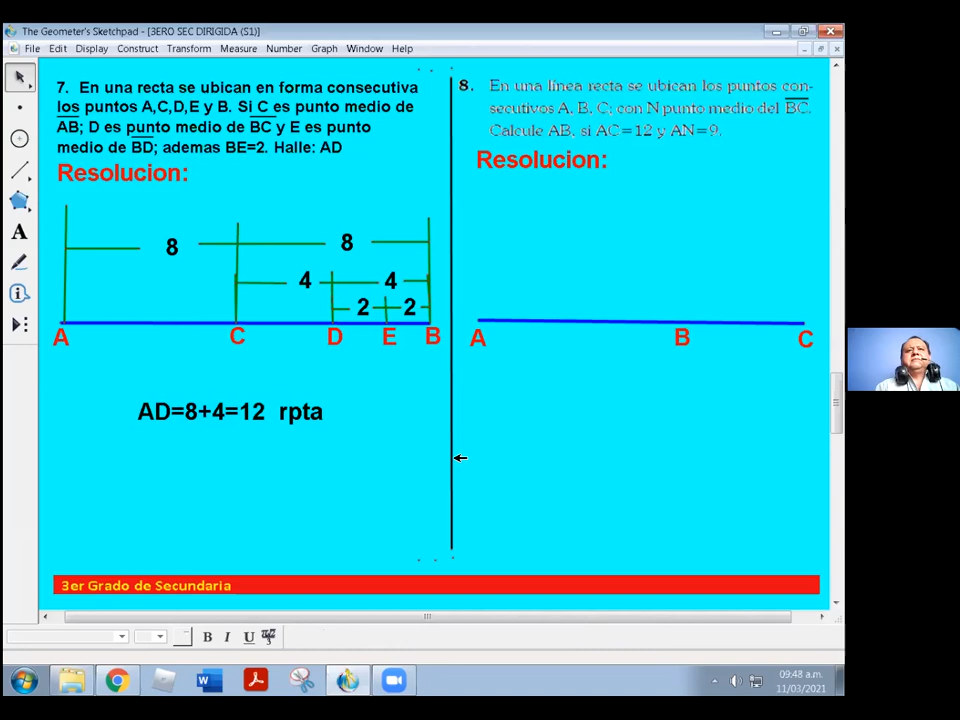 The Geometer's Sketchpad - [3ERO SEC DIRIGIDA (S1)]
File Edit Display Construct Transform Measure Number Graph Window Help
7. En una recta se ubican en forma consecutiva
los puntos A,C,D,E y B. Si C es punto medio de
AB; D es punto medio de BC y E es punto
medio de BD; ademas BE=2. Halle: AD
Resolucion:
8 8
4 4
2 2
A C D E B
AD=8+4=12 rpta
8. En una línea recta se ubican los puntos con-
secutivos A, B, C; con N punto medio del BC.
Calcule AB, si AC=12 y AN=9.
Resolucion:
A B C
3er Grado de Secundaria
B I U
09:48 a.m.
11/03/2021